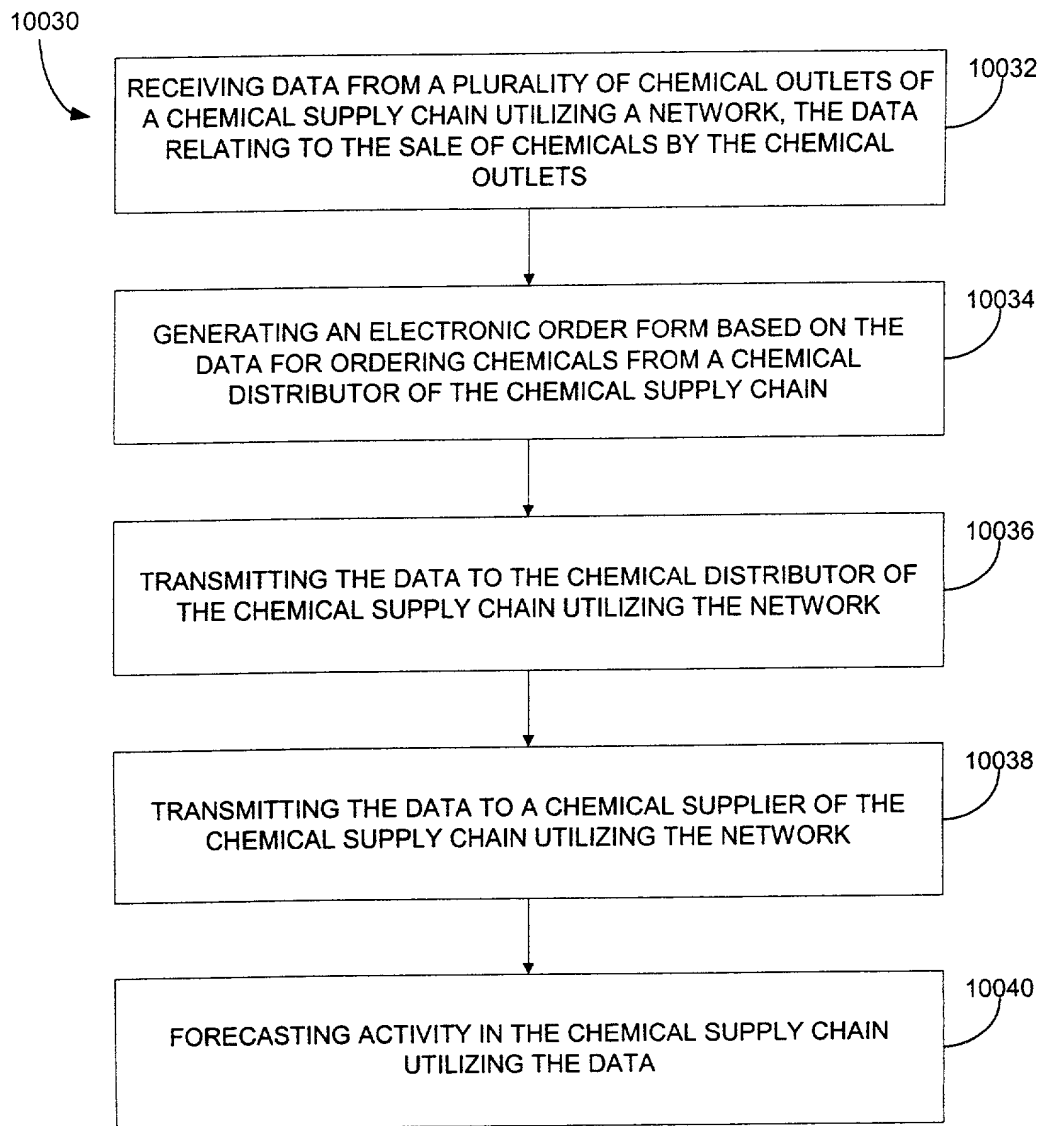 10030
10032
RECEIVING DATA FROM A PLURALITY OF CHEMICAL OUTLETS OF
A CHEMICAL SUPPLY CHAIN UTILIZING A NETWORK, THE DATA
RELATING TO THE SALE OF CHEMICALS BY THE CHEMICAL
OUTLETS
10034
GENERATING AN ELECTRONIC ORDER FORM BASED ON THE
DATA FOR ORDERING CHEMICALS FROM A CHEMICAL
DISTRIBUTOR OF THE CHEMICAL SUPPLY CHAIN
10036
TRANSMITTING THE DATA TO THE CHEMICAL DISTRIBUTOR OF
THE CHEMICAL SUPPLY CHAIN UTILIZING THE NETWORK
10038
TRANSMITTING THE DATA TO A CHEMICAL SUPPLIER OF THE
CHEMICAL SUPPLY CHAIN UTILIZING THE NETWORK
10040
FORECASTING ACTIVITY IN THE CHEMICAL SUPPLY CHAIN
UTILIZING THE DATA